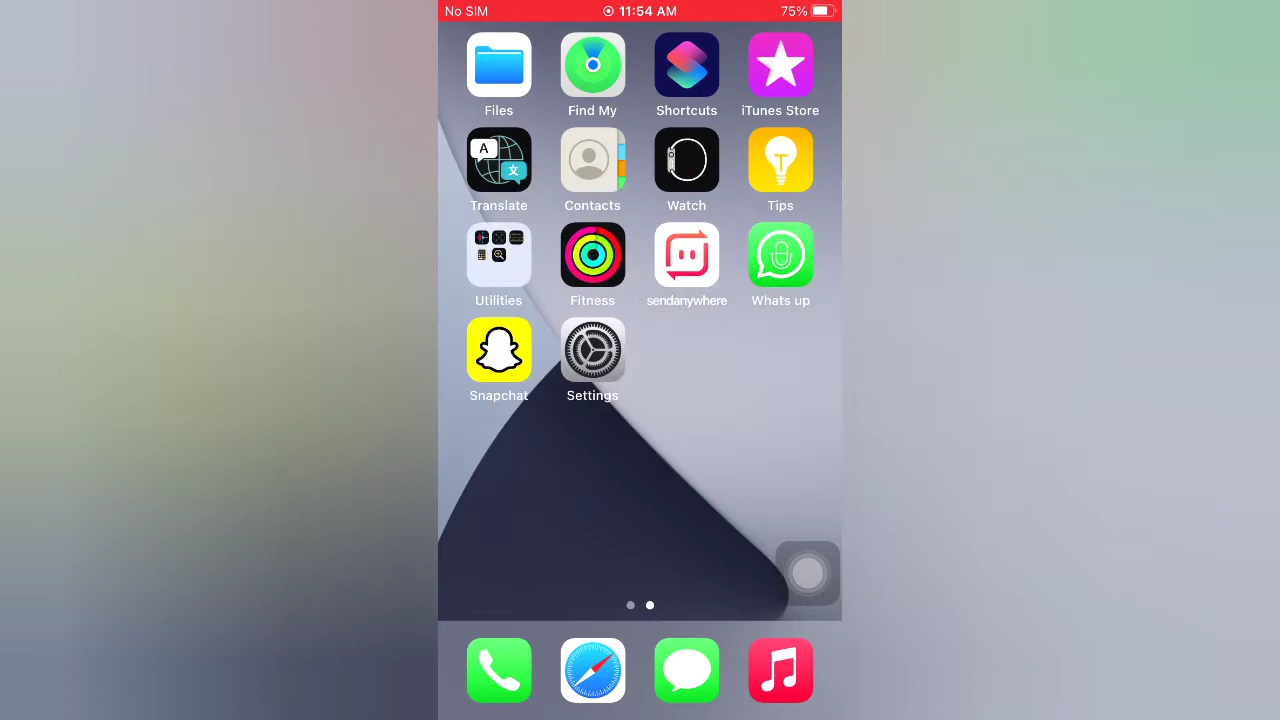 No SIM 11:54 AM 75%
Files Find My Shortcuts iTunes Store
A 文
Translate Contacts Watch Tips
Utilities Fitness sendanywhere Whats up
Snapchat Settings